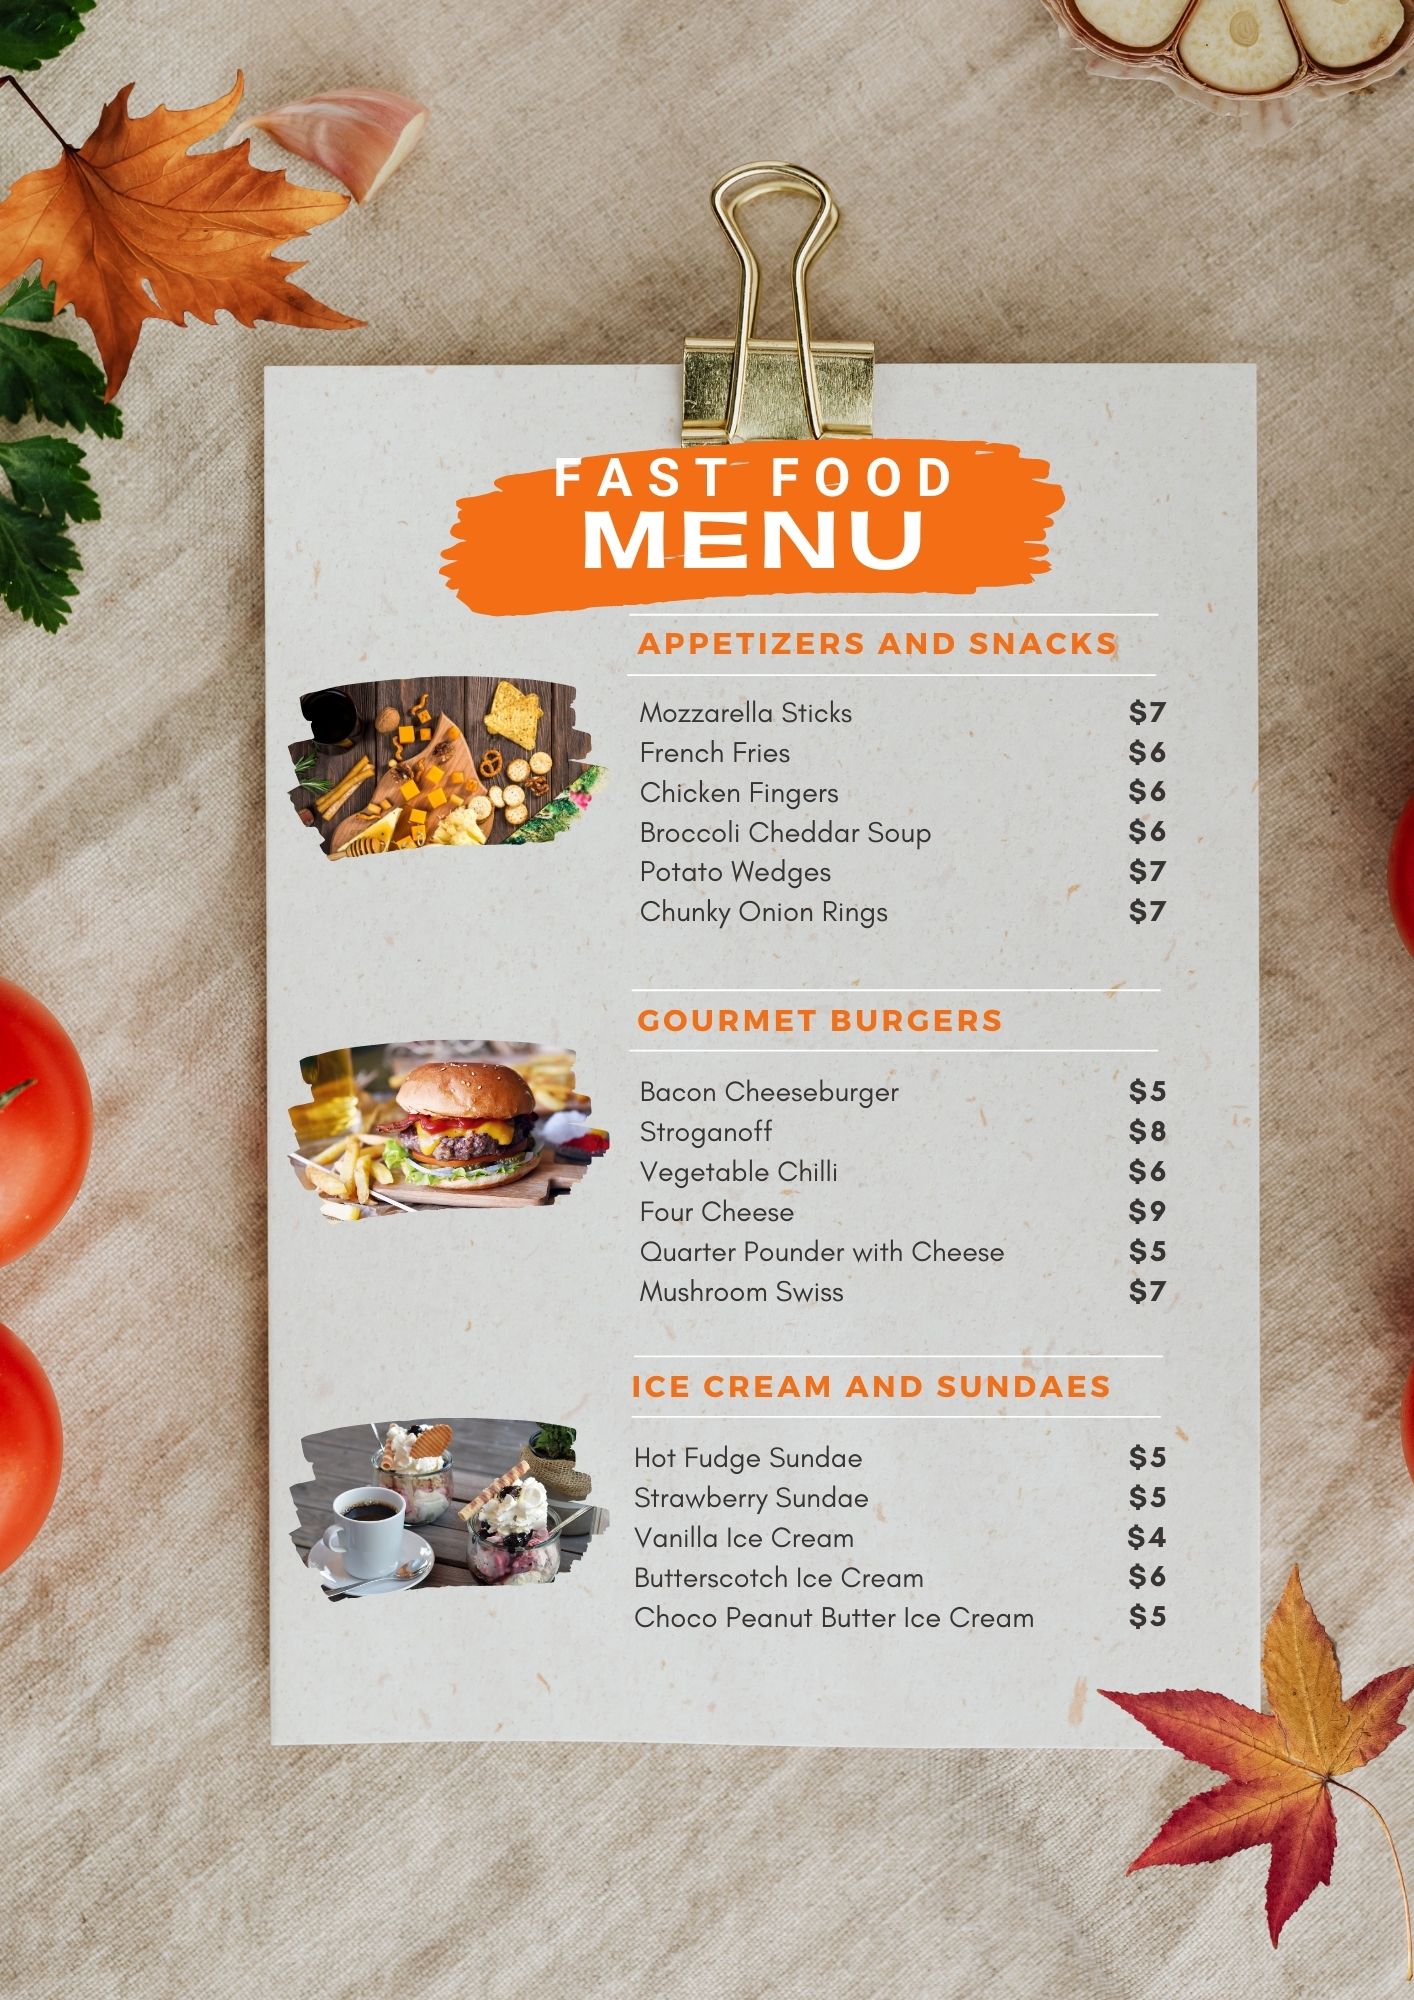 FAST FOOD
MENU
APPETIZERS AND SNACKS
Mozzarella Sticks $7
French Fries $6
Chicken Fingers $6
Broccoli Cheddar Soup $6
Potato Wedges $7
Chunky Onion Rings $7
GOURMET BURGERS
Bacon Cheeseburger $5
Stroganoff $8
Vegetable Chilli $6
Four Cheese $9
Quarter Pounder with Cheese $5
Mushroom Swiss $7
ICE CREAM AND SUNDAES
Hot Fudge Sundae $5
Strawberry Sundae $5
Vanilla Ice Cream $4
Butterscotch Ice Cream $6
Choco Peanut Butter Ice Cream $5